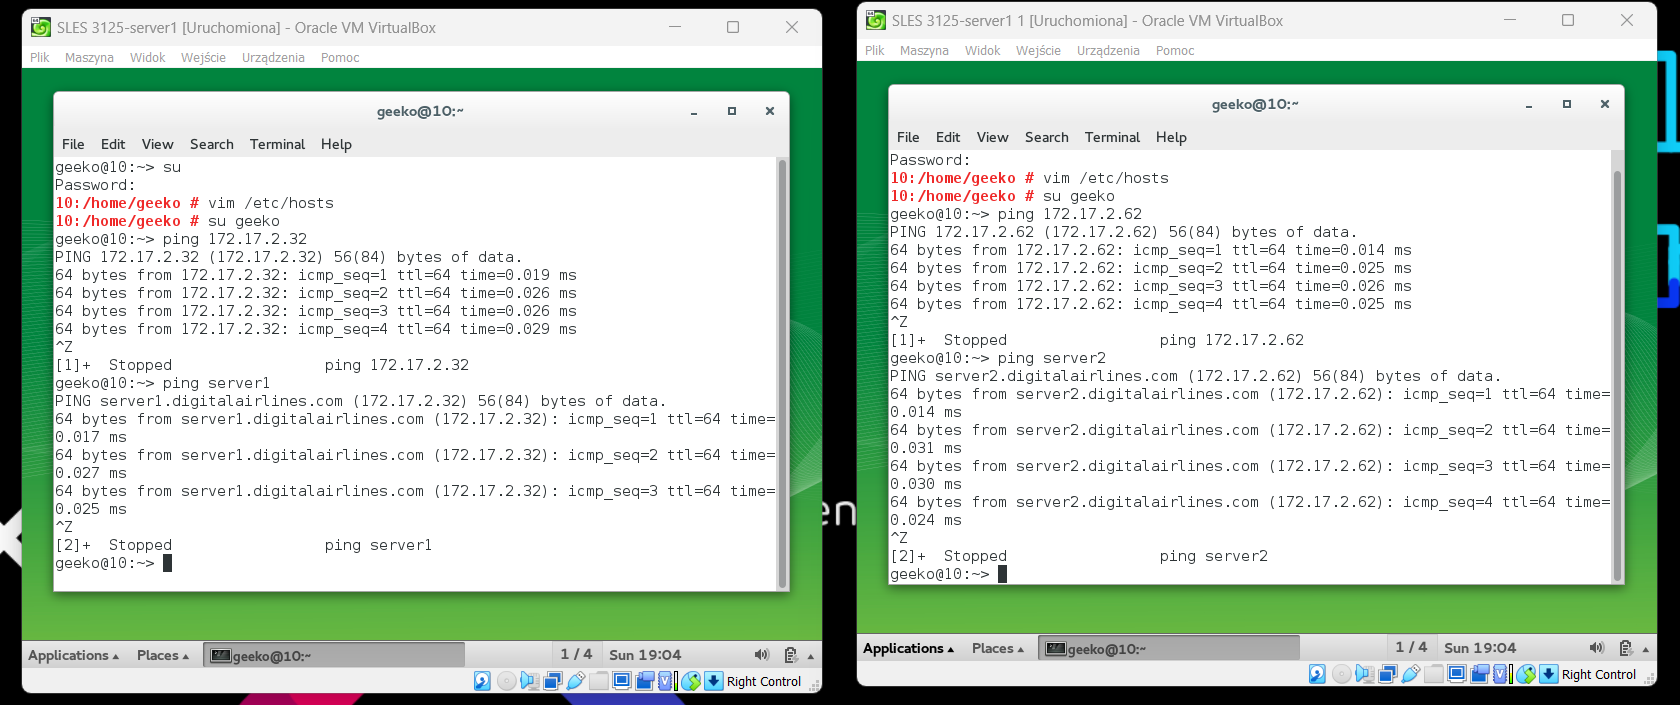 SLES 3125-server1 [Uruchomiona] - Oracle VM VirtualBox
Plik Maszyna Widok Wejście Urządzenia Pomoc
geeko@10:~
File Edit View Search Terminal Help
geeko@10:~> su
Password:
10:/home/geeko # vim /etc/hosts
10:/home/geeko # su geeko
geeko@10:~> ping 172.17.2.32
PING 172.17.2.32 (172.17.2.32) 56(84) bytes of data.
64 bytes from 172.17.2.32: icmp_seq=1 ttl=64 time=0.019 ms
64 bytes from 172.17.2.32: icmp_seq=2 ttl=64 time=0.026 ms
64 bytes from 172.17.2.32: icmp_seq=3 ttl=64 time=0.026 ms
64 bytes from 172.17.2.32: icmp_seq=4 ttl=64 time=0.029 ms
^Z
[1]+  Stopped                 ping 172.17.2.32
geeko@10:~> ping server1
PING server1.digitalairlines.com (172.17.2.32) 56(84) bytes of data.
64 bytes from server1.digitalairlines.com (172.17.2.32): icmp_seq=1 ttl=64 time=
0.017 ms
64 bytes from server1.digitalairlines.com (172.17.2.32): icmp_seq=2 ttl=64 time=
0.027 ms
64 bytes from server1.digitalairlines.com (172.17.2.32): icmp_seq=3 ttl=64 time=
0.025 ms
^Z
[2]+  Stopped                 ping server1
geeko@10:~>
Applications Places geeko@10:~ 1 / 4 Sun 19:04
Right Control
en
SLES 3125-server1 1 [Uruchomiona] - Oracle VM VirtualBox
Plik Maszyna Widok Wejście Urządzenia Pomoc
geeko@10:~
File Edit View Search Terminal Help
Password:
10:/home/geeko # vim /etc/hosts
10:/home/geeko # su geeko
geeko@10:~> ping 172.17.2.62
PING 172.17.2.62 (172.17.2.62) 56(84) bytes of data.
64 bytes from 172.17.2.62: icmp_seq=1 ttl=64 time=0.014 ms
64 bytes from 172.17.2.62: icmp_seq=2 ttl=64 time=0.025 ms
64 bytes from 172.17.2.62: icmp_seq=3 ttl=64 time=0.026 ms
64 bytes from 172.17.2.62: icmp_seq=4 ttl=64 time=0.025 ms
^Z
[1]+  Stopped                 ping 172.17.2.62
geeko@10:~> ping server2
PING server2.digitalairlines.com (172.17.2.62) 56(84) bytes of data.
64 bytes from server2.digitalairlines.com (172.17.2.62): icmp_seq=1 ttl=64 time=
0.014 ms
64 bytes from server2.digitalairlines.com (172.17.2.62): icmp_seq=2 ttl=64 time=
0.031 ms
64 bytes from server2.digitalairlines.com (172.17.2.62): icmp_seq=3 ttl=64 time=
0.030 ms
64 bytes from server2.digitalairlines.com (172.17.2.62): icmp_seq=4 ttl=64 time=
0.024 ms
^Z
[2]+  Stopped                 ping server2
geeko@10:~>
Applications Places geeko@10:~ 1 / 4 Sun 19:04
Right Control